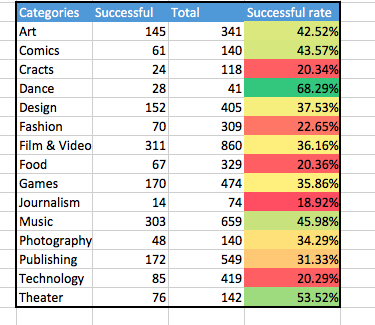 Categories Successful Total Successful rate
Art 145 341 42.52%
Comics 61 140 43.57%
Cracts 24 118 20.34%
Dance 28 41 68.29%
Design 152 405 37.53%
Fashion 70 309 22.65%
Film & Video 311 860 36.16%
Food 67 329 20.36%
Games 170 474 35.86%
Journalism 14 74 18.92%
Music 303 659 45.98%
Photography 48 140 34.29%
Publishing 172 549 31.33%
Technology 85 419 20.29%
Theater 76 142 53.52%